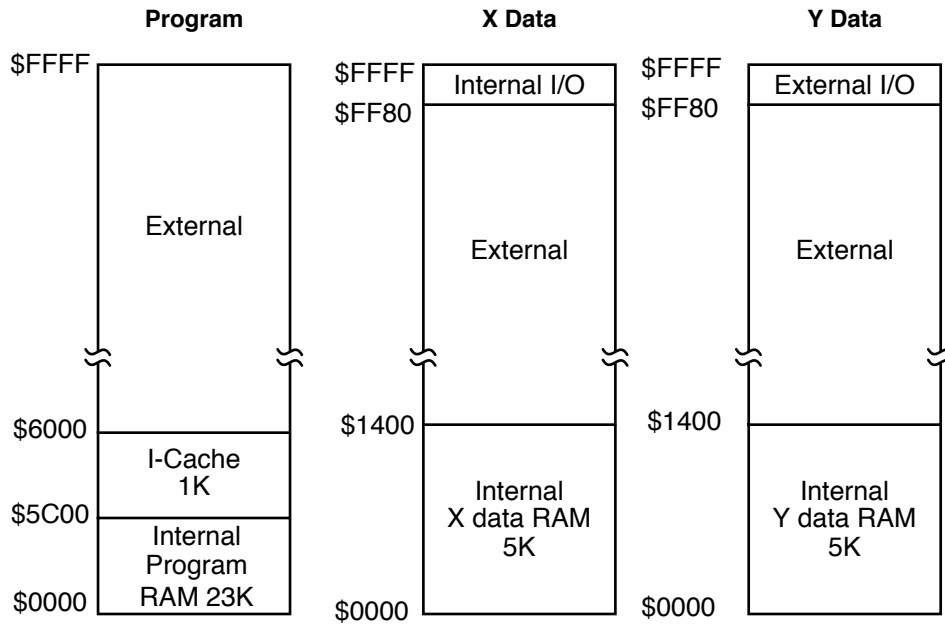 Program
$FFFF
External
$6000
I-Cache
1K
$5C00
Internal
Program
RAM 23K
$0000
X Data
$FFFF
Internal I/O
$FF80
External
$1400
Internal
X data RAM
5K
$0000
Y Data
$FFFF
External I/O
$FF80
External
$1400
Internal
Y data RAM
5K
$0000